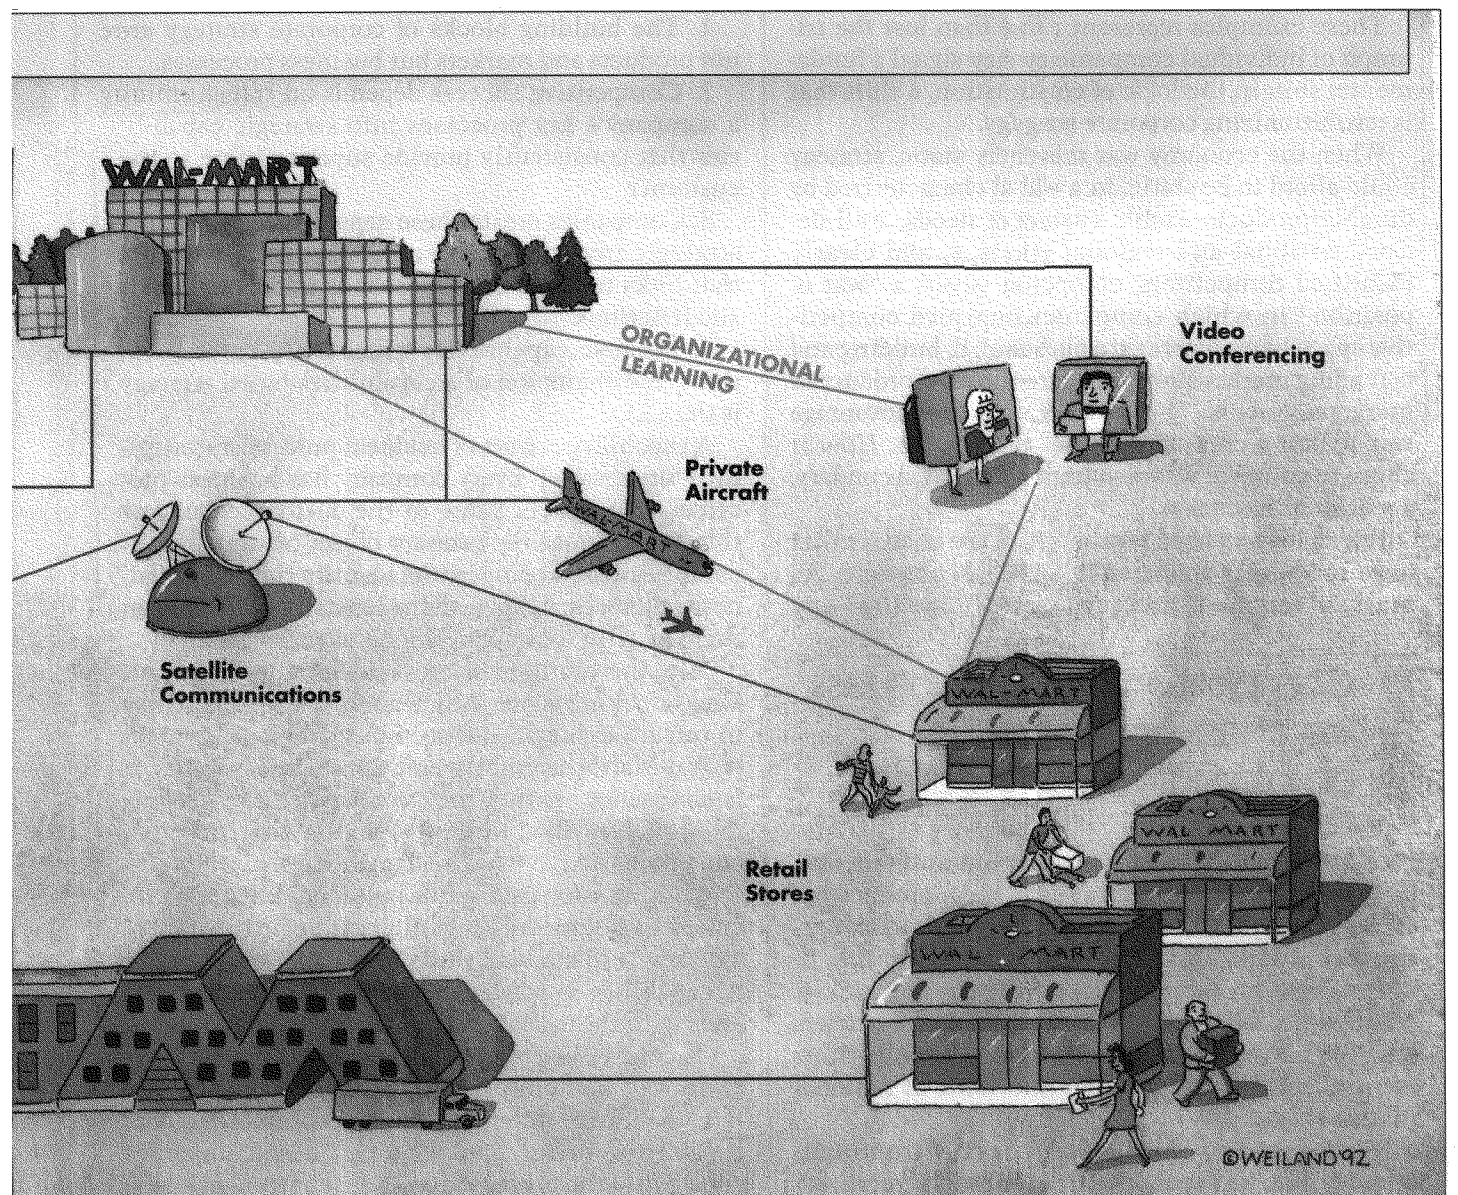 WAL-MART
ORGANIZATIONAL
LEARNING
Video
Conferencing
Private
Aircraft
WAL-MART
Satellite
Communications
WAL-MART
WAL MART
Retail
Stores
WAL MART
©WEILAND'92